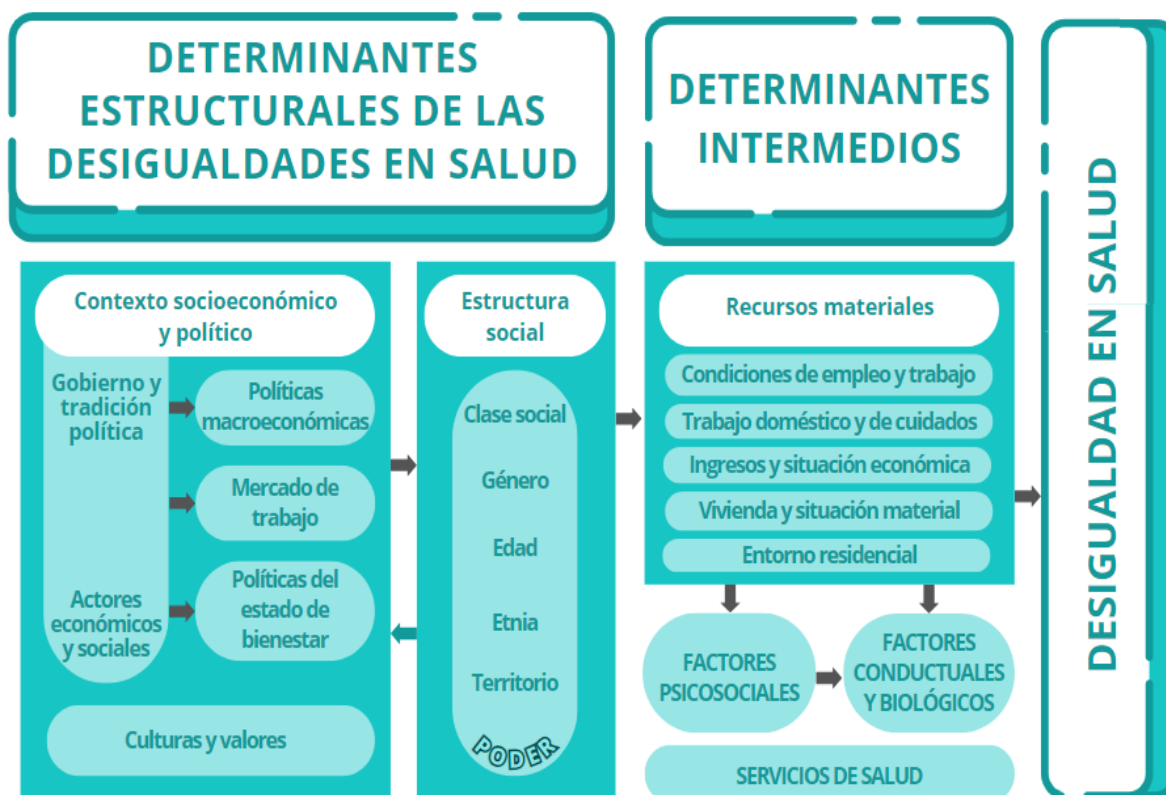 DETERMINANTES
ESTRUCTURALES DE LAS
DESIGUALDADES EN SALUD
DETERMINANTES
INTERMEDIOS
DESIGUALDAD EN SALUD
Contexto socioeconómico
y político
Gobierno y
tradición
política
Actores
económicos
y sociales
Políticas
macroeconómicas
Mercado de
trabajo
Políticas del
estado de
bienestar
Culturas y valores
Estructura
social
Clase social
Género
Edad
Etnia
Territorio
PODER
Recursos materiales
Condiciones de empleo y trabajo
Trabajo doméstico y de cuidados
Ingresos y situación económica
Vivienda y situación material
Entorno residencial
FACTORES
PSICOSOCIALES
FACTORES
CONDUCTUALES
Y BIOLÓGICOS
SERVICIOS DE SALUD